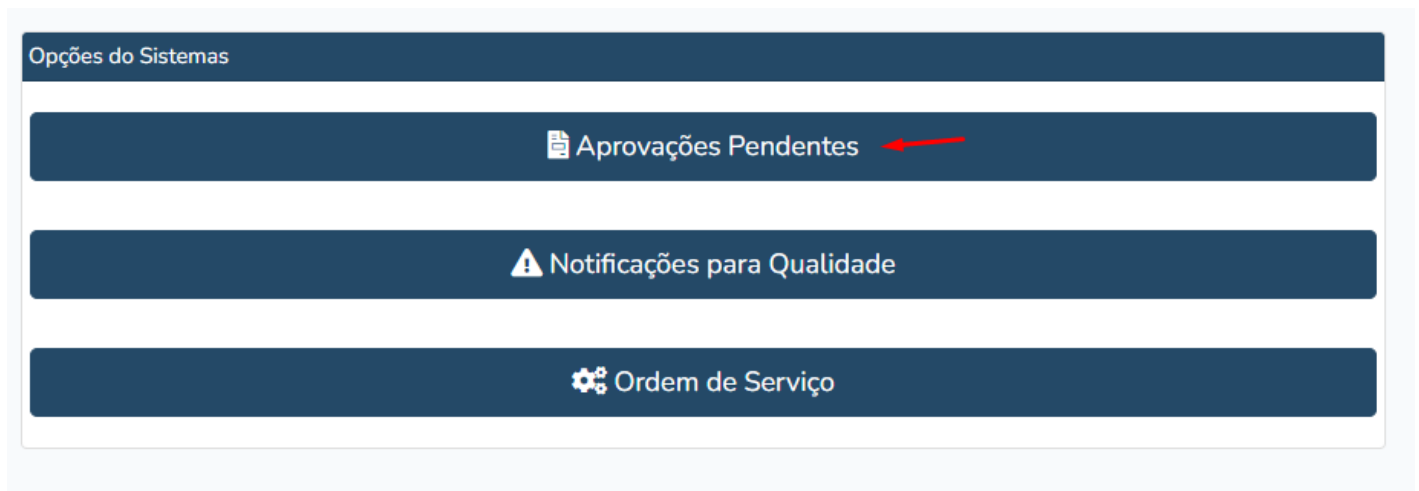 Opções do Sistemas
Aprovações Pendentes
Notificações para Qualidade
Ordem de Serviço